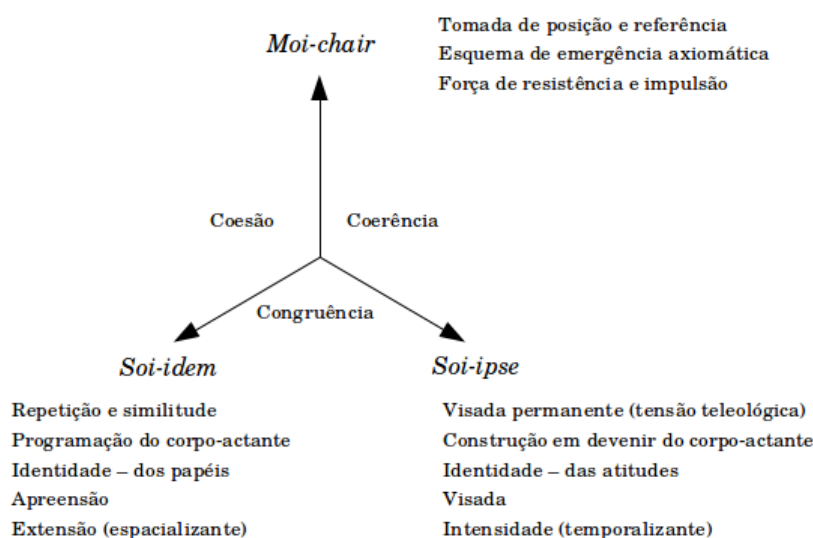 Moi-chair
Tomada de posição e referência
Esquema de emergência axiomática
Força de resistência e impulsão
Coesão
Coerência
Congruência
Soi-idem
Repetição e similitude
Programação do corpo-actante
Identidade – dos papéis
Apreensão
Extensão (espacializante)
Soi-ipse
Visada permanente (tensão teleológica)
Construção em devenir do corpo-actante
Identidade – das atitudes
Visada
Intensidade (temporalizante)